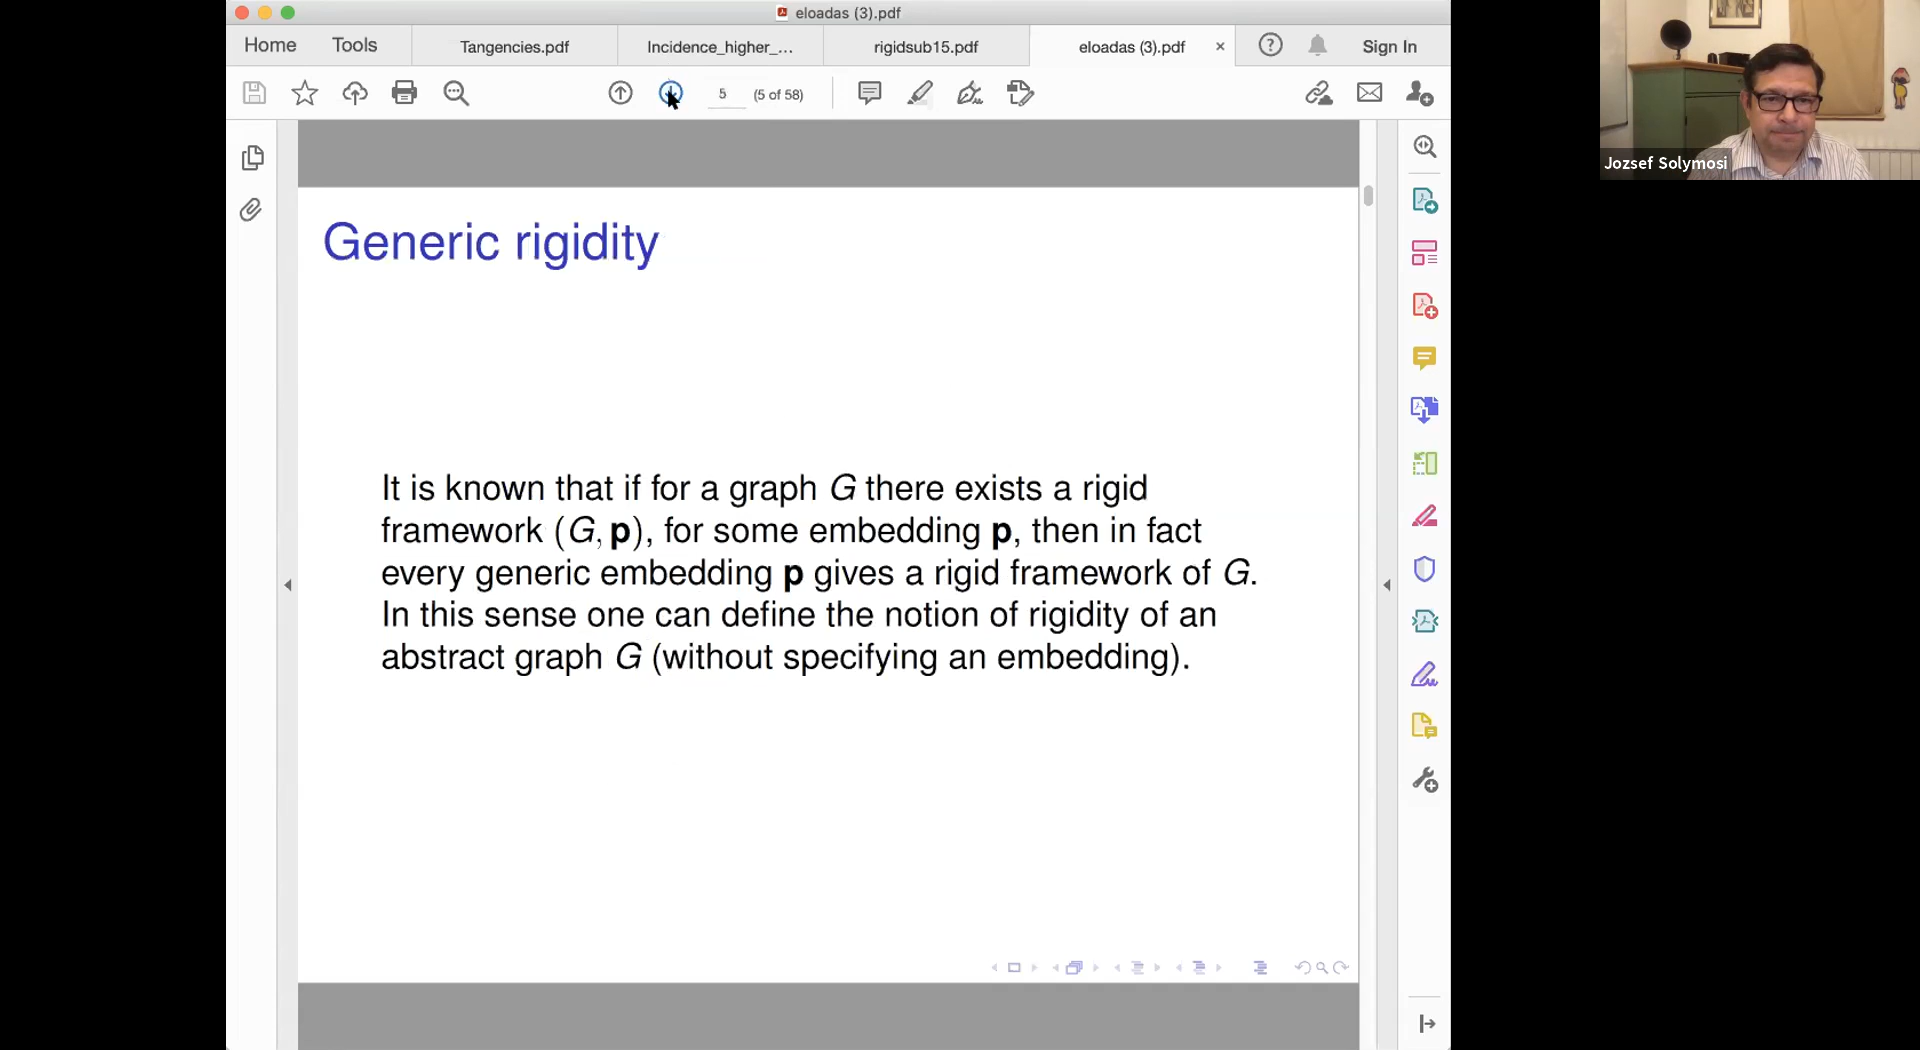 eloadas (3).pdf
Home
Tools
Tangencies.pdf
Incidence_higher_...
rigidsub15.pdf
eloadas (3).pdf
Sign In
5
(5 of 58)
Jozsef Solymosi
Generic rigidity
It is known that if for a graph G there exists a rigid
framework (G, p), for some embedding p, then in fact
every generic embedding p gives a rigid framework of G.
In this sense one can define the notion of rigidity of an
abstract graph G (without specifying an embedding).